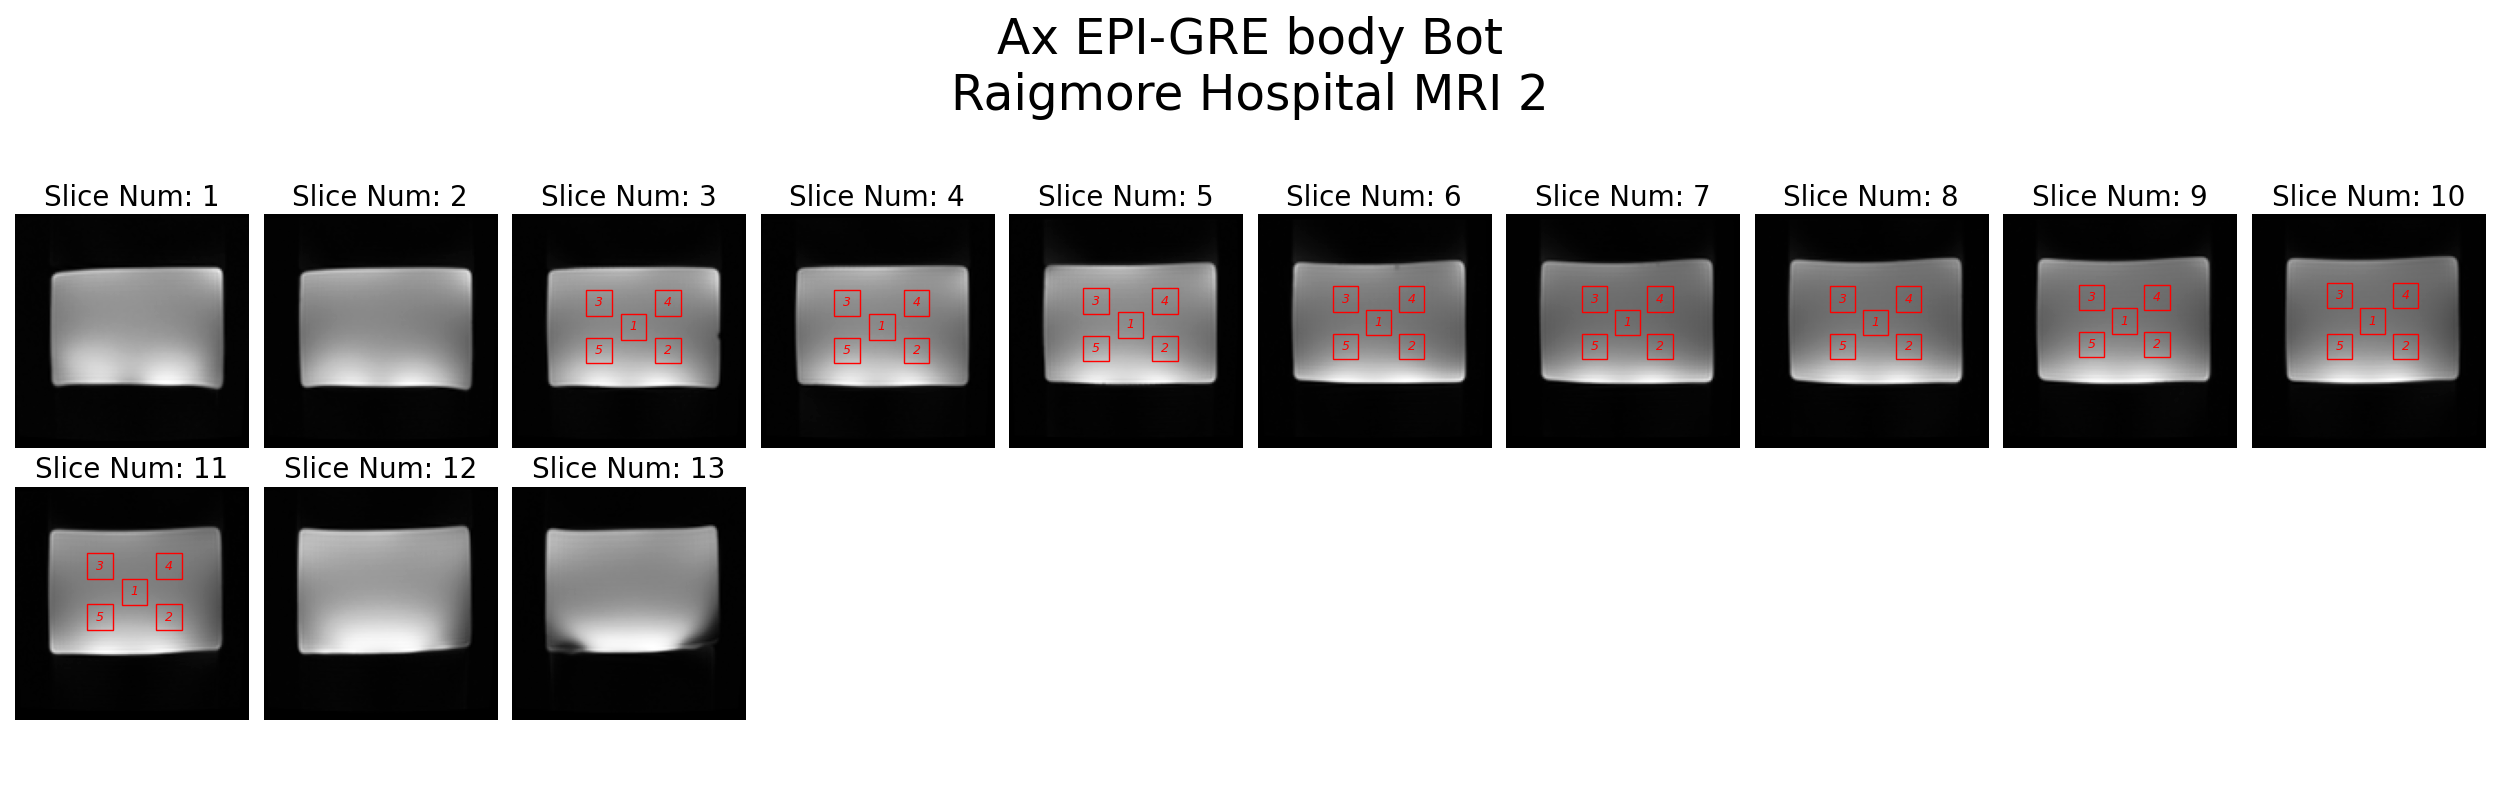 Ax EPI-GRE body Bot
Raigmore Hospital MRI 2
Slice Num: 1 Slice Num: 2 Slice Num: 3 Slice Num: 4 Slice Num: 5 Slice Num: 6 Slice Num: 7 Slice Num: 8 Slice Num: 9 Slice Num: 10
3 4 3 4 3 4 3 4 3 4 3 4 3 4 3 4
1 1 1 1 1 1 1 1
5 2 5 2 5 2 5 2 5 2 5 2 5 2 5 2
Slice Num: 11 Slice Num: 12 Slice Num: 13
3 4
1
5 2